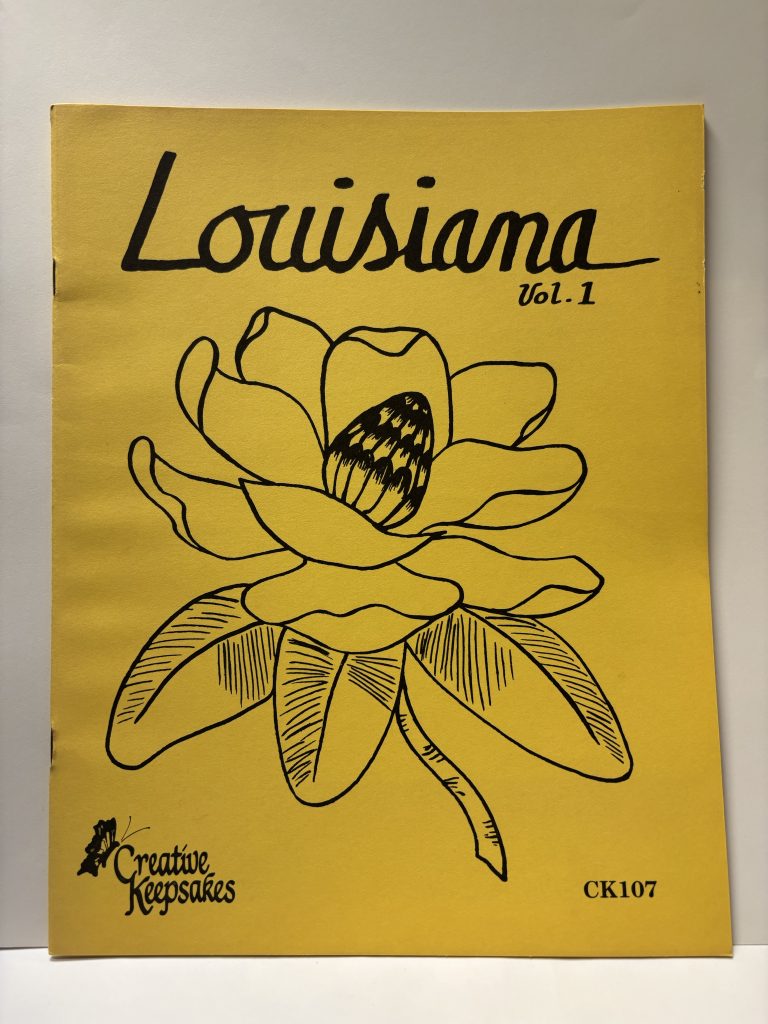 Louisiana
Vol. 1
Creative
Keepsakes
CK107